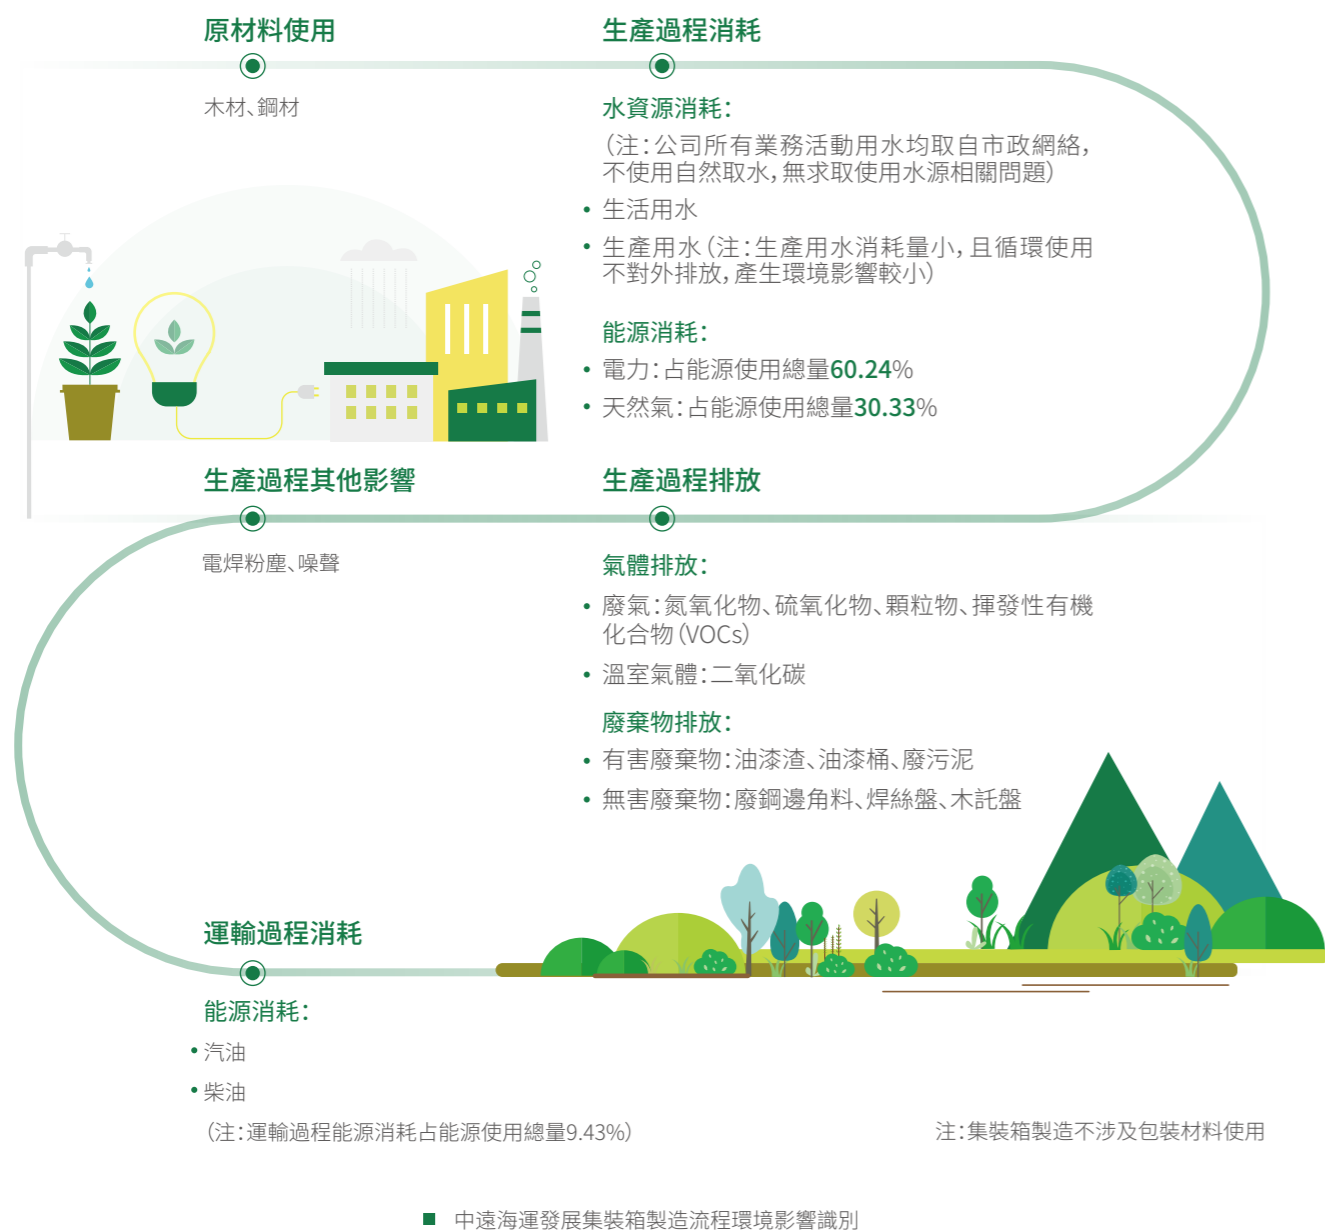 原材料使用
木材、鋼材
生產過程消耗
水資源消耗：
（注：公司所有業務活動用水均取自市政網絡，
不使用自然取水，無求取使用水源相關問題）
• 生活用水
• 生產用水（注：生產用水消耗量小，且循環使用
不對外排放，產生環境影響較小）
能源消耗：
• 電力：占能源使用總量60.24%
• 天然氣：占能源使用總量30.33%
生產過程排放
氣體排放：
• 廢氣：氮氧化物、硫氧化物、顆粒物、揮發性有機
化合物（VOCs）
• 溫室氣體：二氧化碳
廢棄物排放：
• 有害廢棄物：油漆渣、油漆桶、廢污泥
• 無害廢棄物：廢鋼邊角料、焊絲盤、木託盤
生產過程其他影響
電焊粉塵、噪聲
運輸過程消耗
能源消耗：
• 汽油
• 柴油
（注：運輸過程能源消耗占能源使用總量9.43%）
注：集裝箱製造不涉及包裝材料使用
■ 中遠海運發展集裝箱製造流程環境影響識別